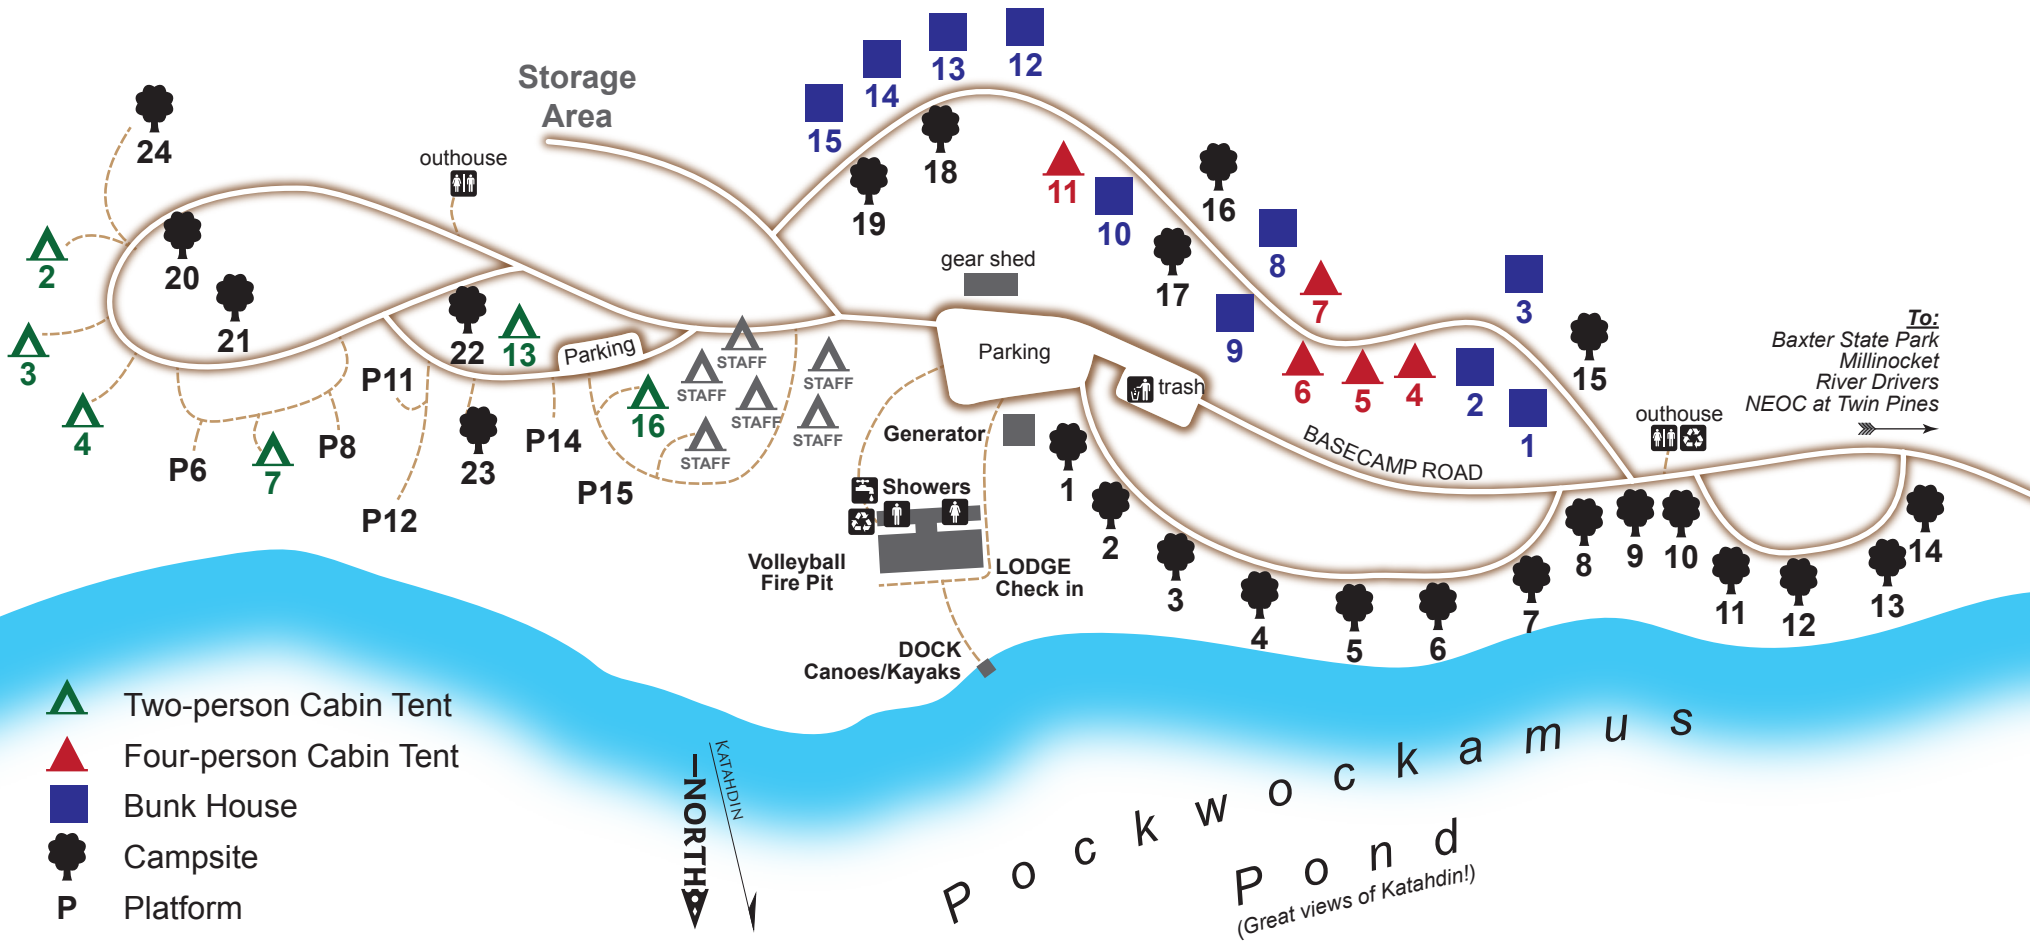 12
13
14
15
Storage
Area
24
outhouse
18
19
11
10
16
17
20
2
21
3
22
13
Parking
gear shed
Parking
8
7
9
3
6
5
4
2
1
15
To:
Baxter State Park
Millinocket
River Drivers
NEOC at Twin Pines
STAFF
STAFF
STAFF
STAFF
STAFF
STAFF
trash
outhouse
BASECAMP ROAD
4
P6
7
P8
P11
P12
23
P14
16
P15
Generator
Showers
Volleyball
Fire Pit
LODGE
Check in
DOCK
Canoes/Kayaks
1
2
3
4
5
6
7
8
9
10
11
12
13
14
Two-person Cabin Tent
Four-person Cabin Tent
Bunk House
Campsite
P Platform
NORTH
KATAHDIN
Pockwockamus
Pond
(Great views of Katahdin!)